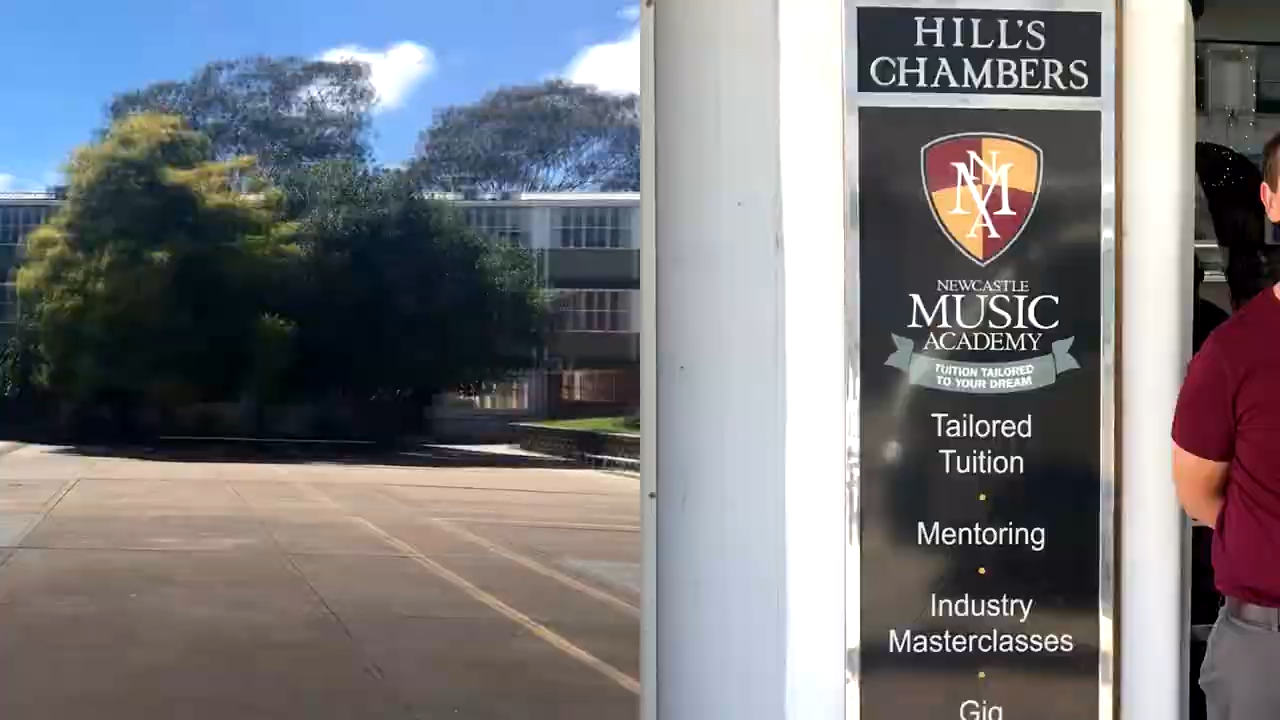 HILL'S
CHAMBERS
NMA
NEWCASTLE
MUSIC
ACADEMY
TUITION TAILORED
TO YOUR DREAM
Tailored
Tuition
Mentoring
Industry
Masterclasses
Gig